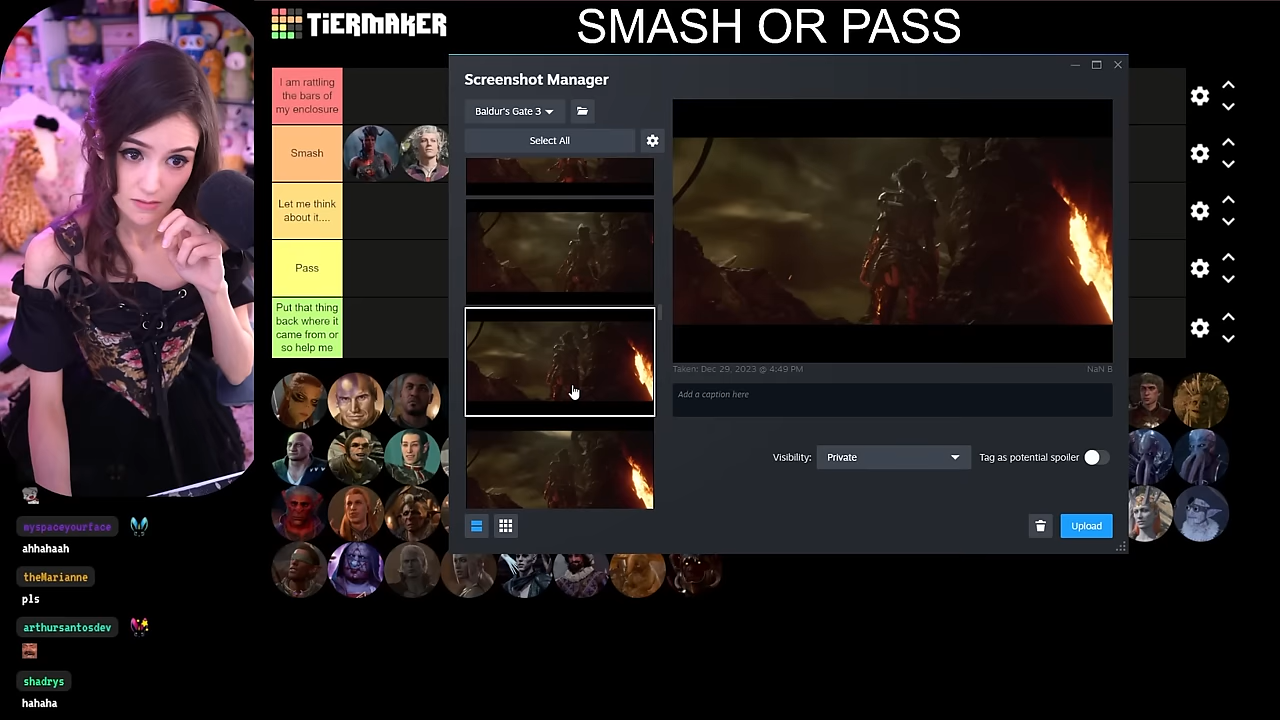 TiERMAKER
SMASH OR PASS
I am rattling
the bars of
my enclosure
Smash
Let me think
about it....
Pass
Put that thing
back where it
came from or
so help me
Screenshot Manager
Baldur's Gate 3
Select All
Taken: Dec 29, 2023 @ 4:49 PM
NaN B
Add a caption here
Visibility:
Private
Tag as potential spoiler
Upload
myspaceyourface
ahhahaah
theMarianne
pls
arthursantosdev
shadrys
hahaha